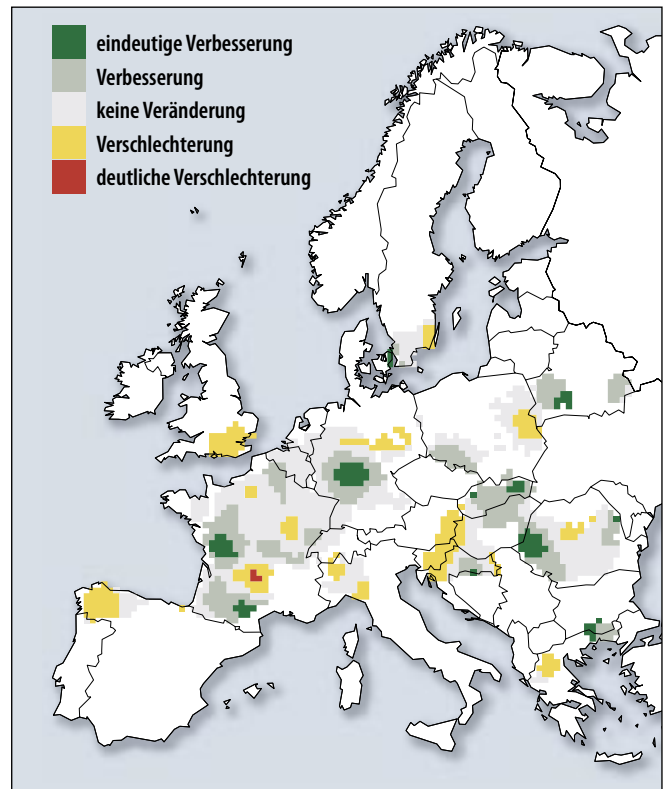 eindeutige Verbesserung
Verbesserung
keine Veränderung
Verschlechterung
deutliche Verschlechterung